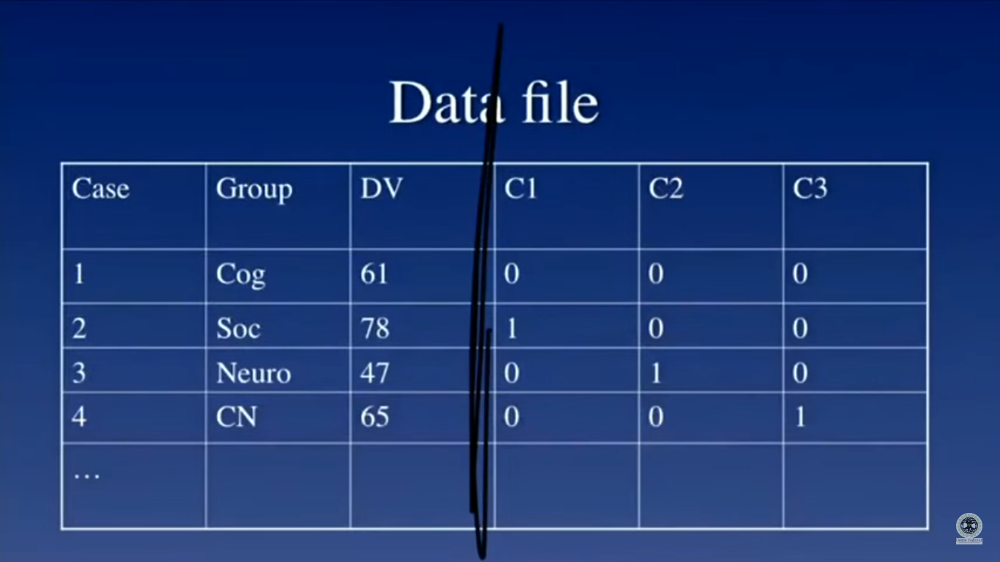 Data file
Case Group DV C1 C2 C3
1 Cog 61 0 0 0
2 Soc 78 1 0 0
3 Neuro 47 0 1 0
4 CN 65 0 0 1
...